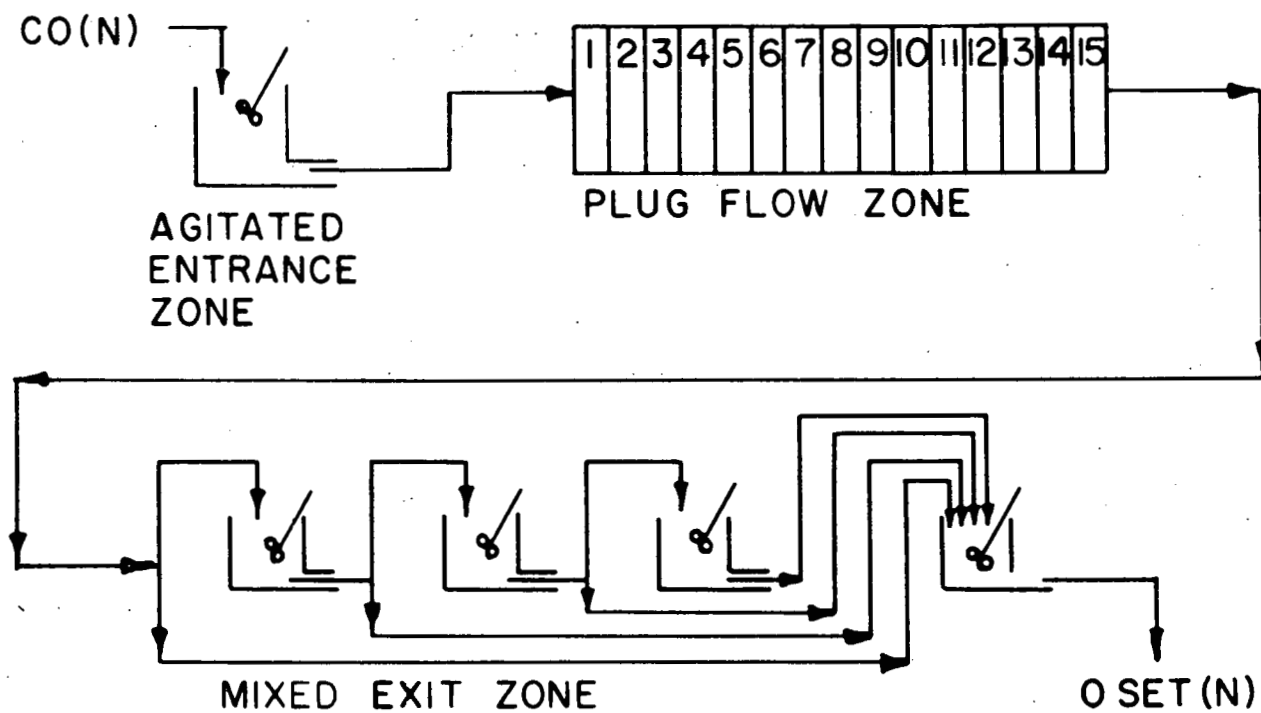 CO(N)
1 2 3 4 5 6 7 8 9 10 11 12 13 14 15
PLUG FLOW ZONE
AGITATED
ENTRANCE
ZONE
MIXED EXIT ZONE
O SET(N)